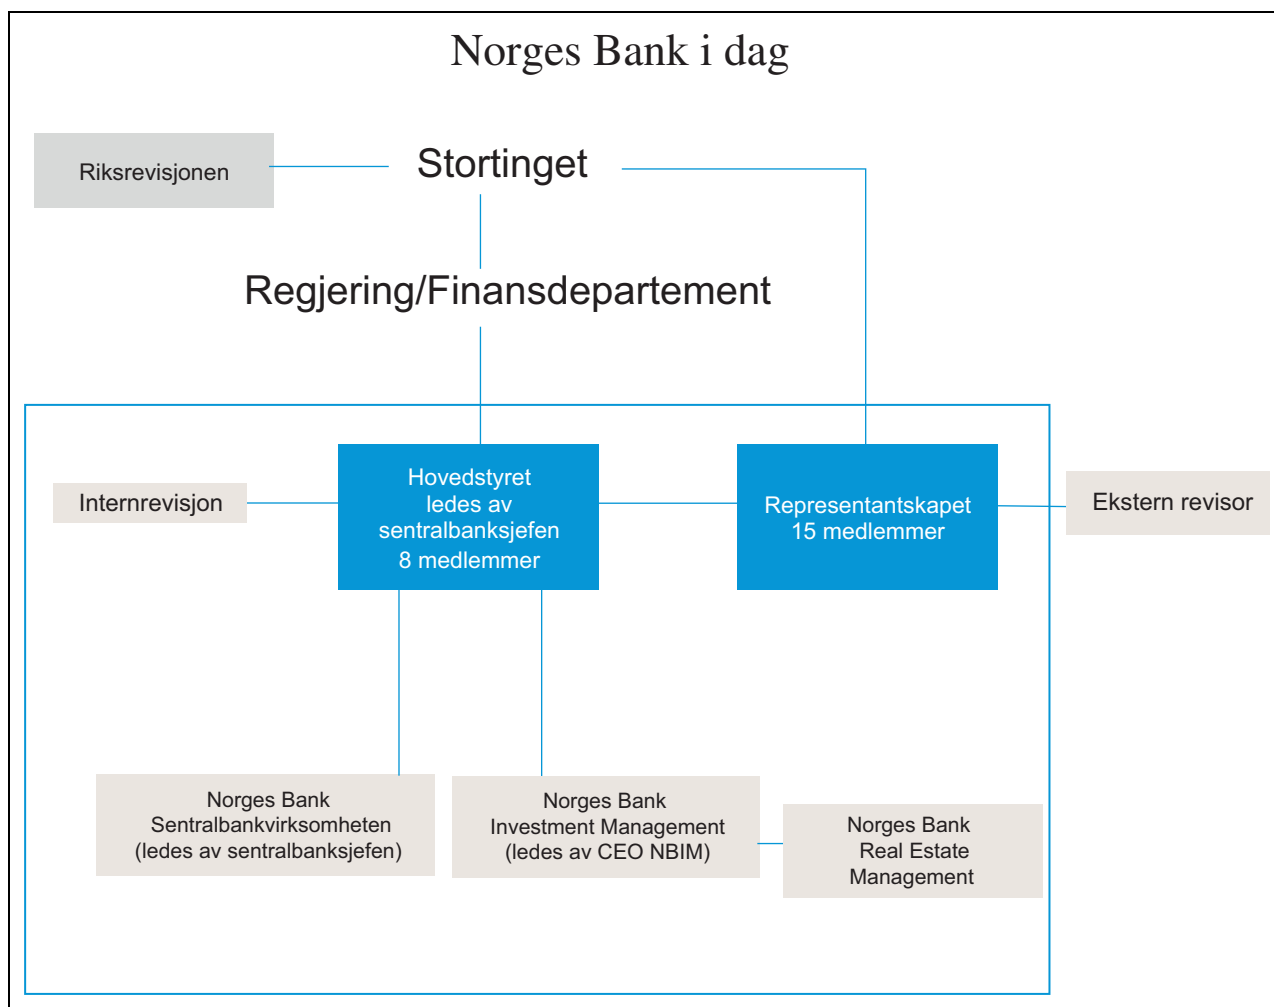 Norges Bank i dag
Riksrevisjonen
Stortinget
Regjering/Finansdepartement
Internrevisjon
Hovedstyret
ledes av
sentralbanksjefen
8 medlemmer
Representantskapet
15 medlemmer
Ekstern revisor
Norges Bank
Sentralbankvirksomheten
(ledes av sentralbanksjefen)
Norges Bank
Investment Management
(ledes av CEO NBIM)
Norges Bank
Real Estate
Management